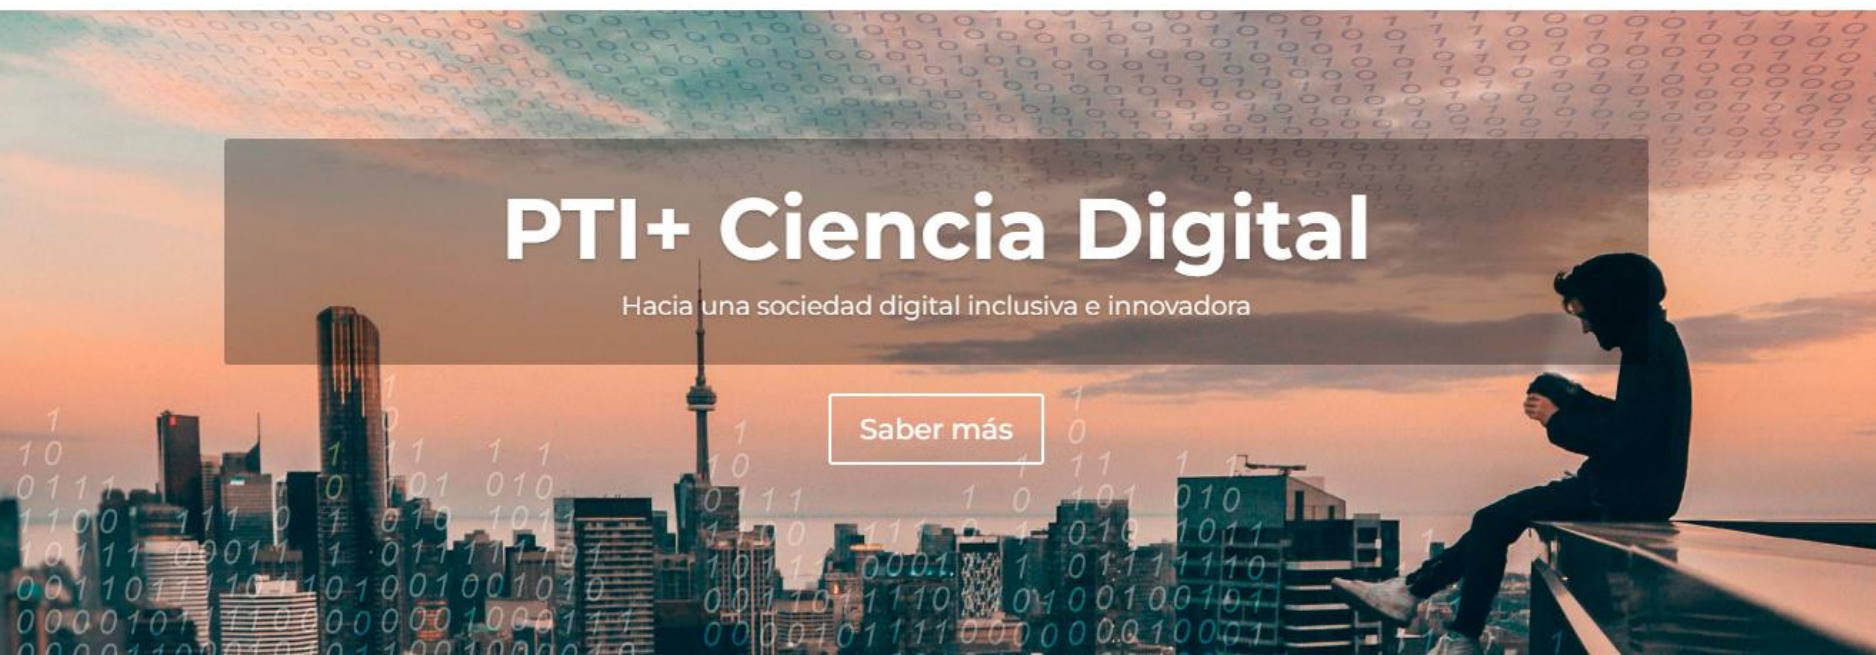 PTI+ Ciencia Digital
Hacia una sociedad digital inclusiva e innovadora
Saber más